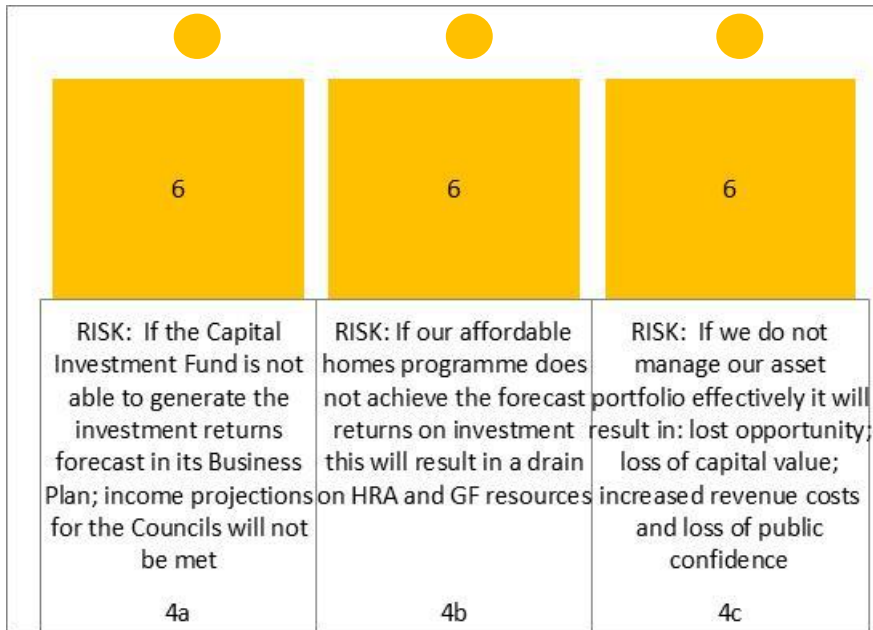 6
6
6
RISK:  If the Capital
Investment Fund is not
able to generate the
investment returns
forecast in its Business
Plan; income projections
for the Councils will not
be met
4a
RISK: If our affordable
homes programme does
not achieve the forecast
returns on investment
this will result in a drain
on HRA and GF resources
4b
RISK:  If we do not
manage our asset
portfolio effectively it will
result in: lost opportunity;
loss of capital value;
increased revenue costs
and loss of public
confidence
4c